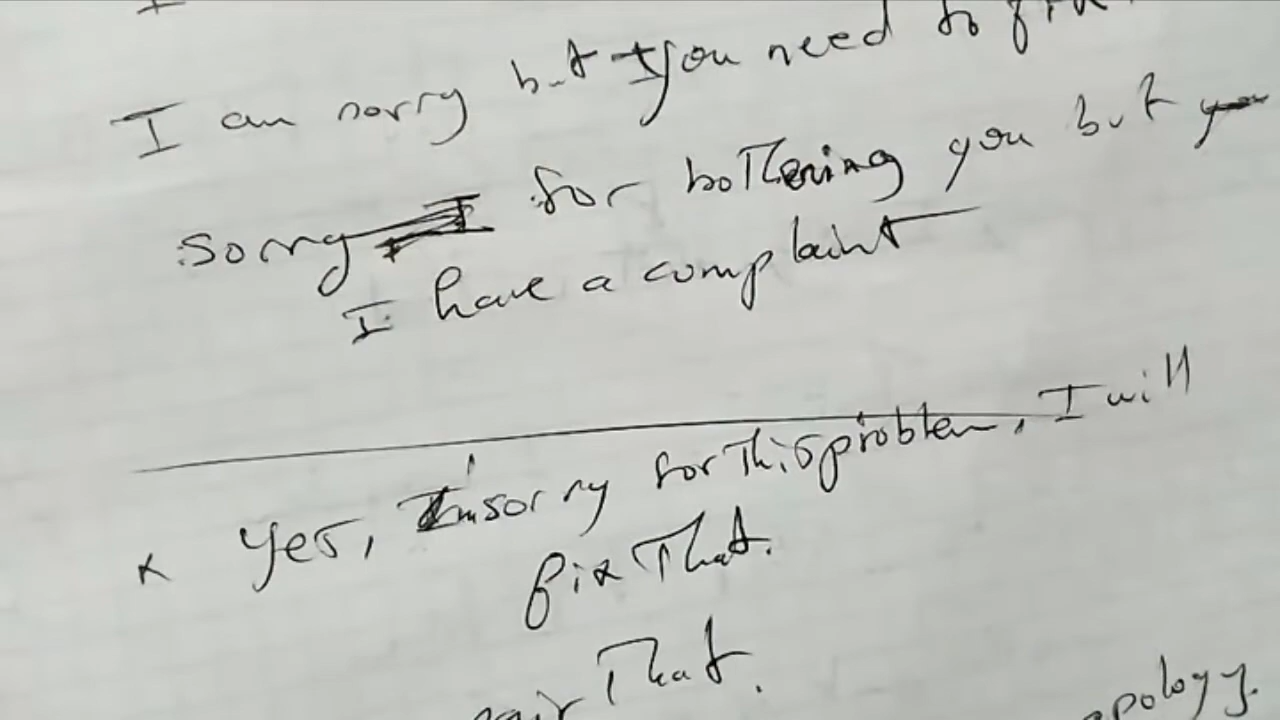 I am sorry but you need to fix
sorry for bothering you but
I have a complaint
Yes, I'm sorry for this problem, I will
fix That.
That.